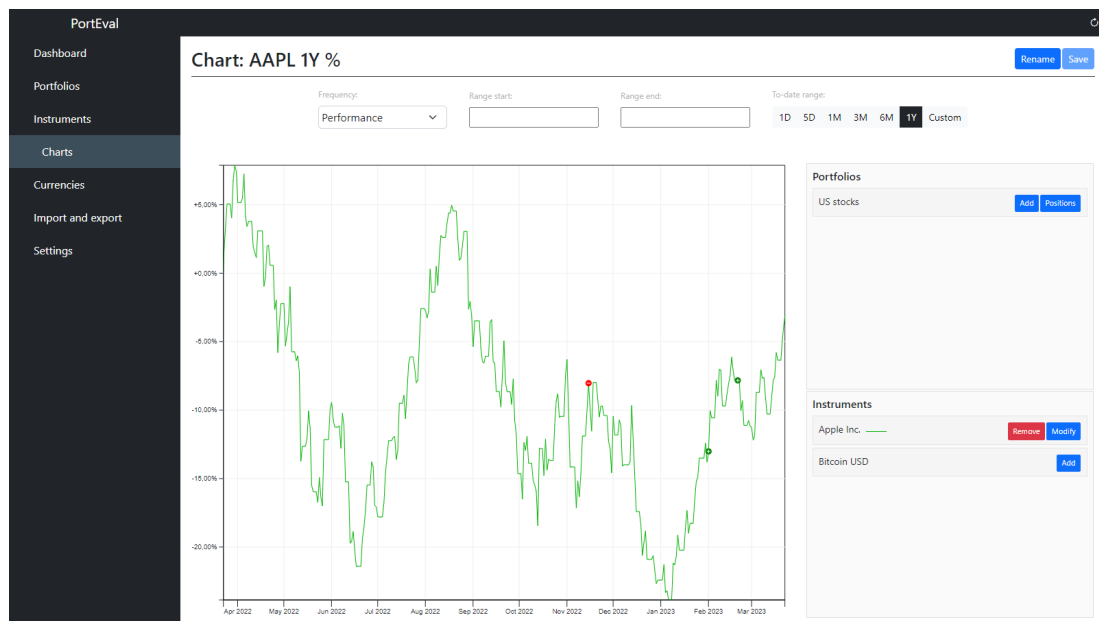 PortEval
Dashboard
Portfolios
Instruments
Charts
Currencies
Import and export
Settings
Chart: AAPL 1Y %
Rename Save
Frequency:
Performance
Range start:
Range end:
To-date range:
1D 5D 1M 3M 6M 1Y Custom
+5.00%
+0.00%
-5.00%
-10.00%
-15.00%
-20.00%
Apr 2022 May 2022 Jun 2022 Jul 2022 Aug 2022 Sep 2022 Oct 2022 Nov 2022 Dec 2022 Jan 2023 Feb 2023 Mar 2023
Portfolios
US stocks Add Positions
Instruments
Apple Inc. Remove Modify
Bitcoin USD Add